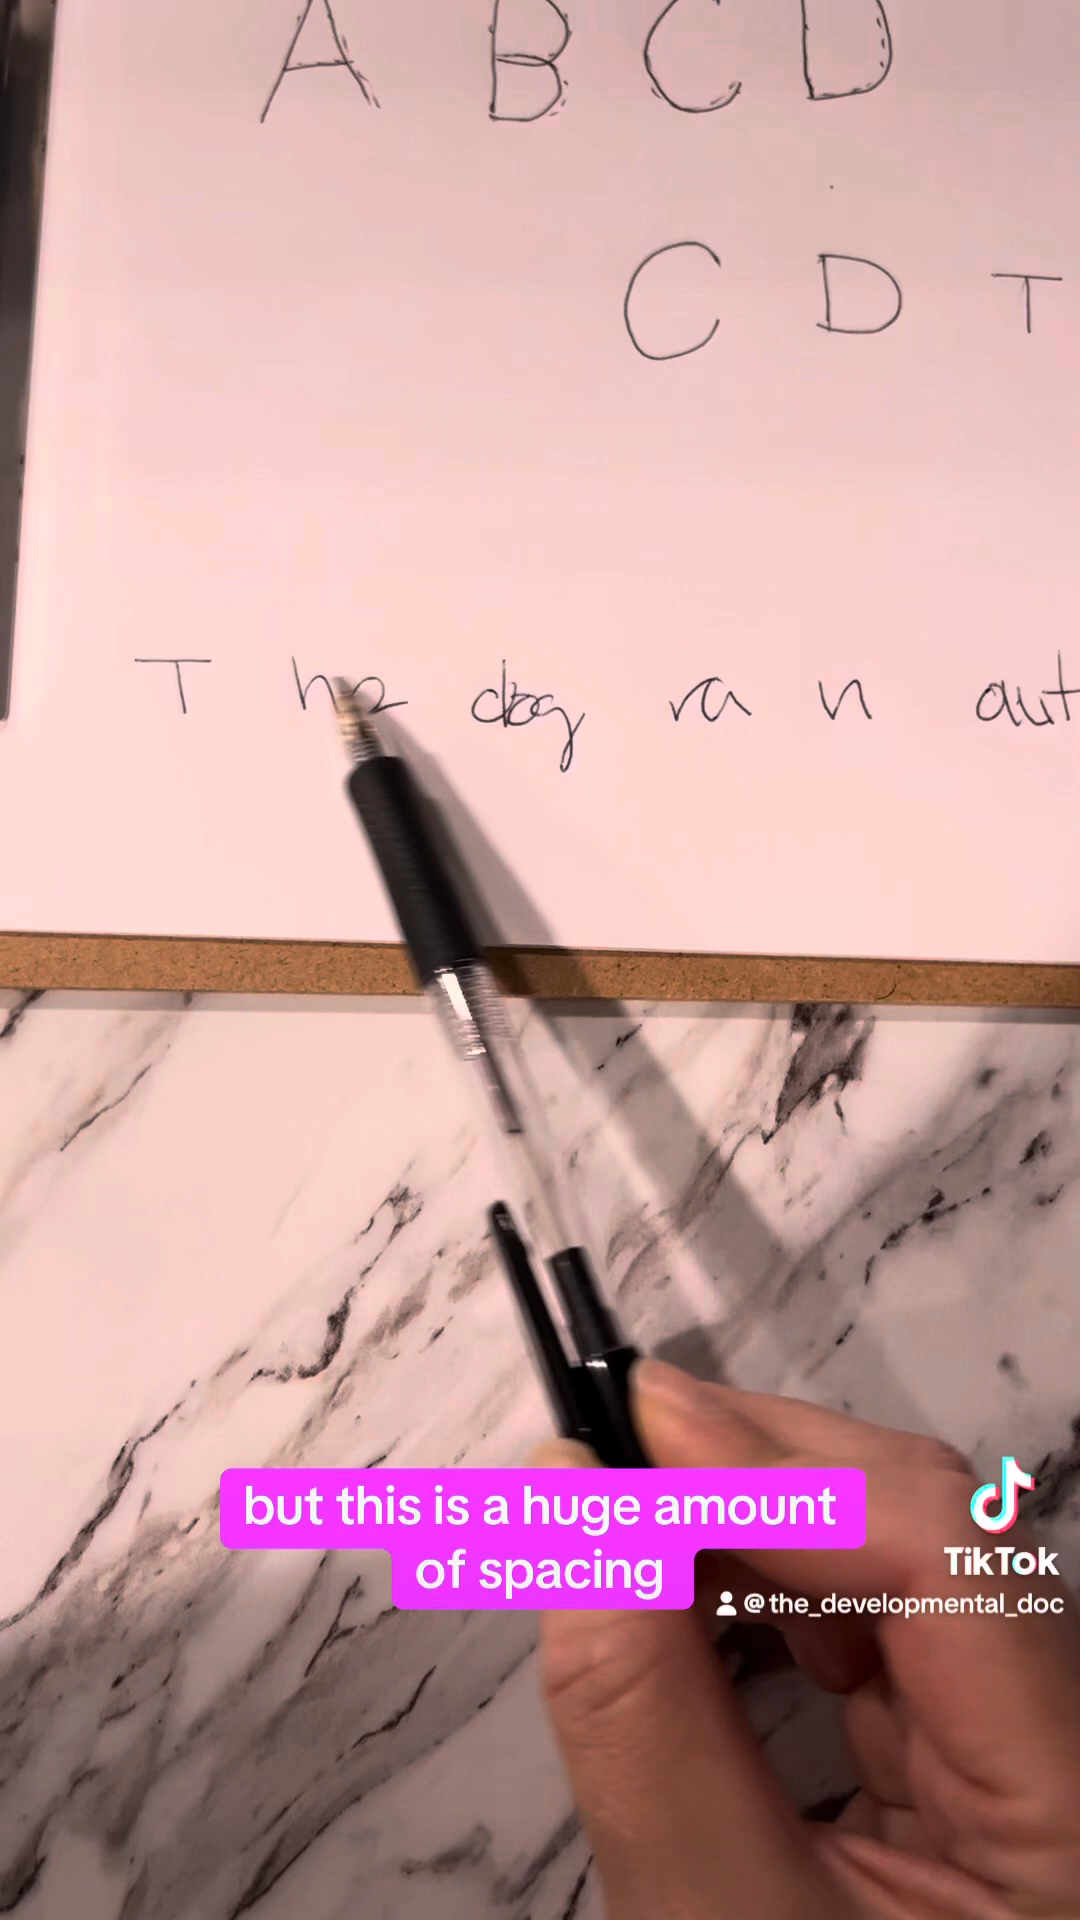 A B C D
C D T
T he dog ra n out
but this is a huge amount
of spacing
TikTok
@the_developmental_doc